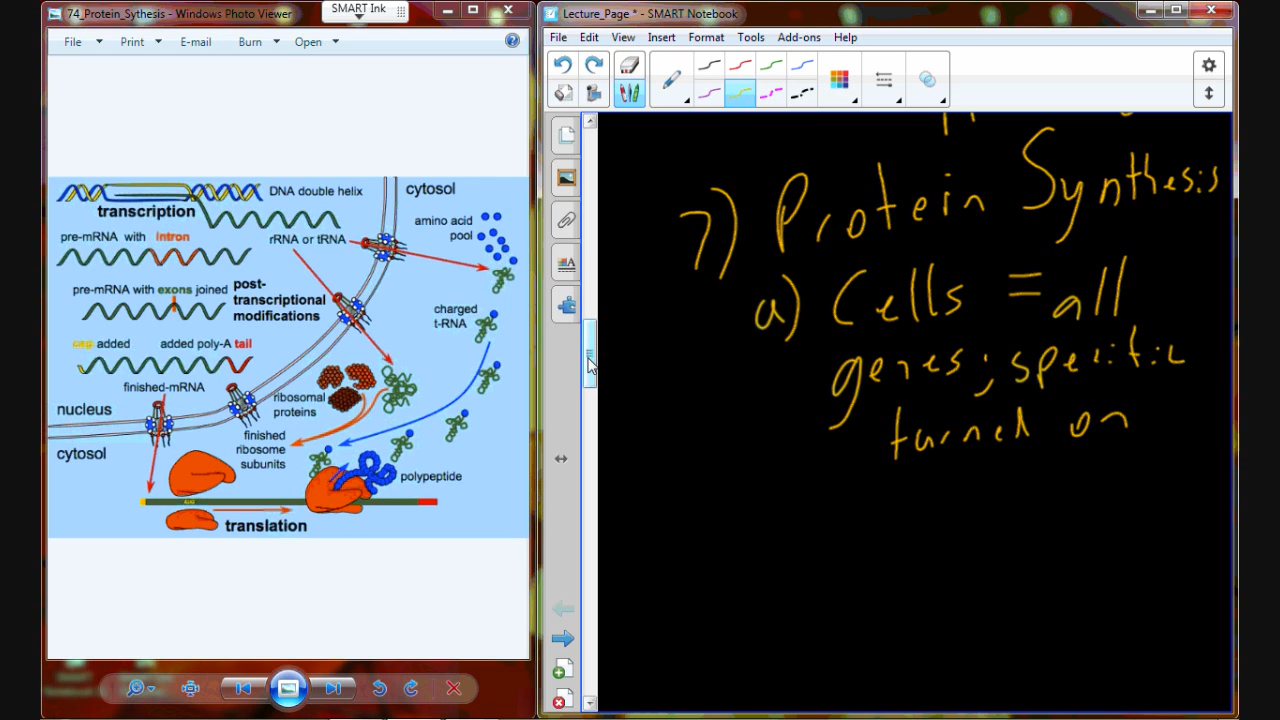 74_Protein_Sythesis - Windows Photo Viewer
SMART Ink
File Print E-mail Burn Open
DNA double helix
cytosol
transcription
amino acid
pool
pre-mRNA with intron
rRNA or tRNA
pre-mRNA with exons joined
post-
transcriptional
modifications
charged
t-RNA
cap added
added poly-A tail
finished-mRNA
ribosomal
proteins
nucleus
cytosol
finished
ribosome
subunits
polypeptide
AUG
translation
Lecture_Page * - SMART Notebook
File Edit View Insert Format Tools Add-ons Help
7) Protein Synthesis
a) Cells = all
genes; specific
turned on